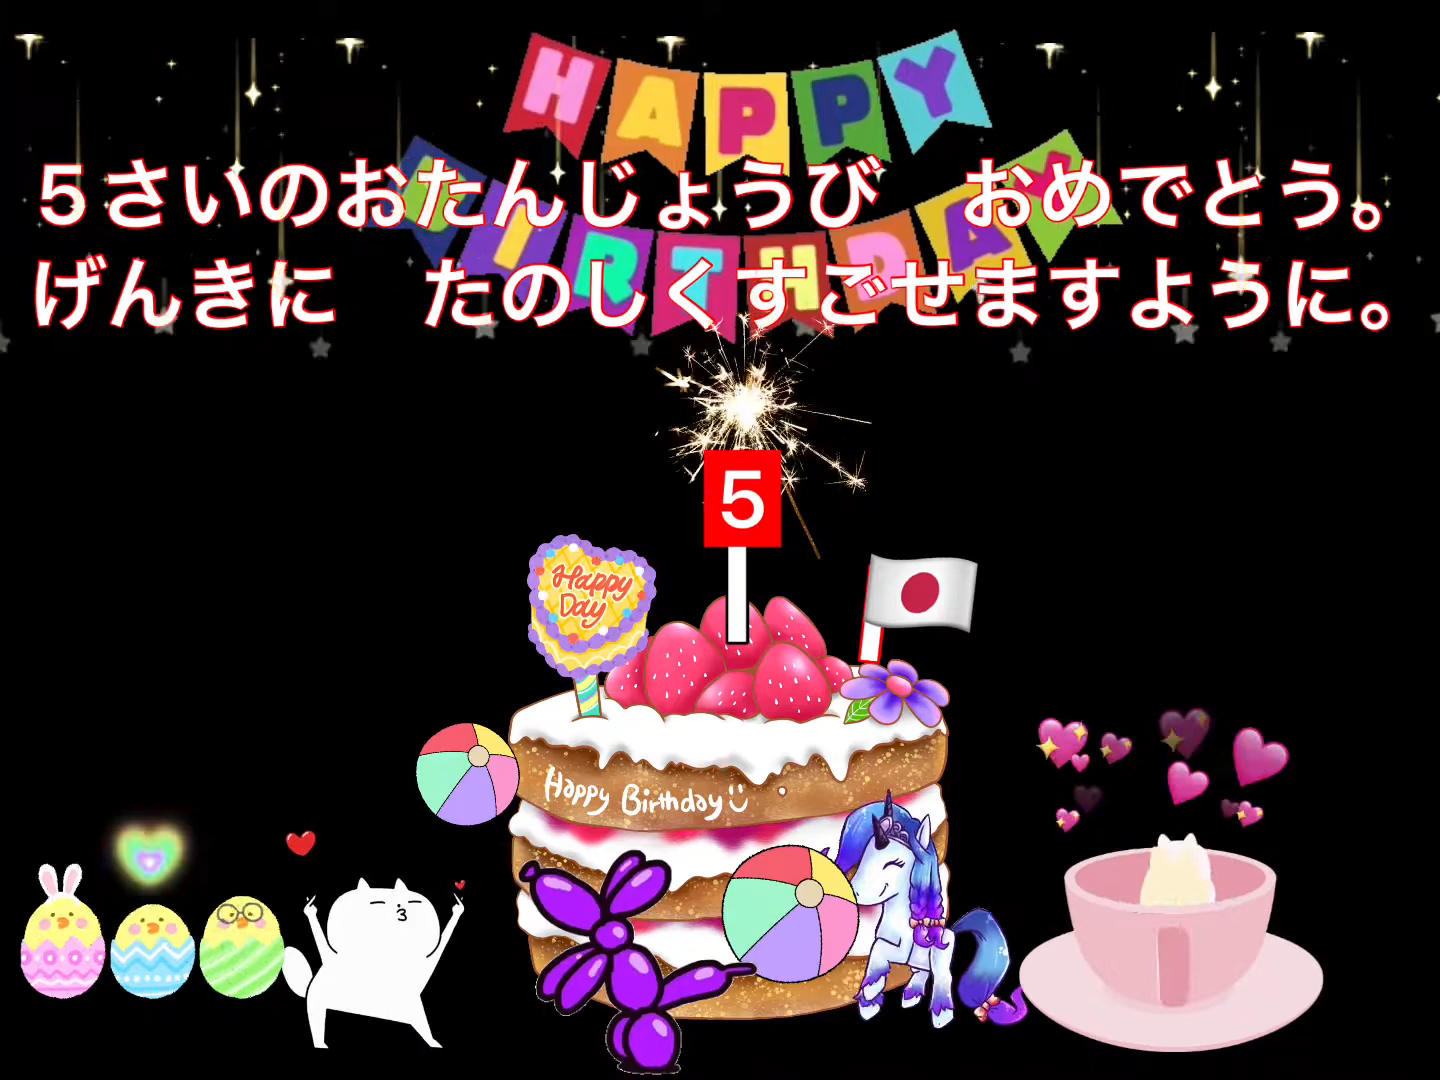 HAPPY
BIRTHDAY
５さいのおたんじょうび　おめでとう。
げんきに　たのしくすごせますように。
5
Happy
Day
Happy Birthday